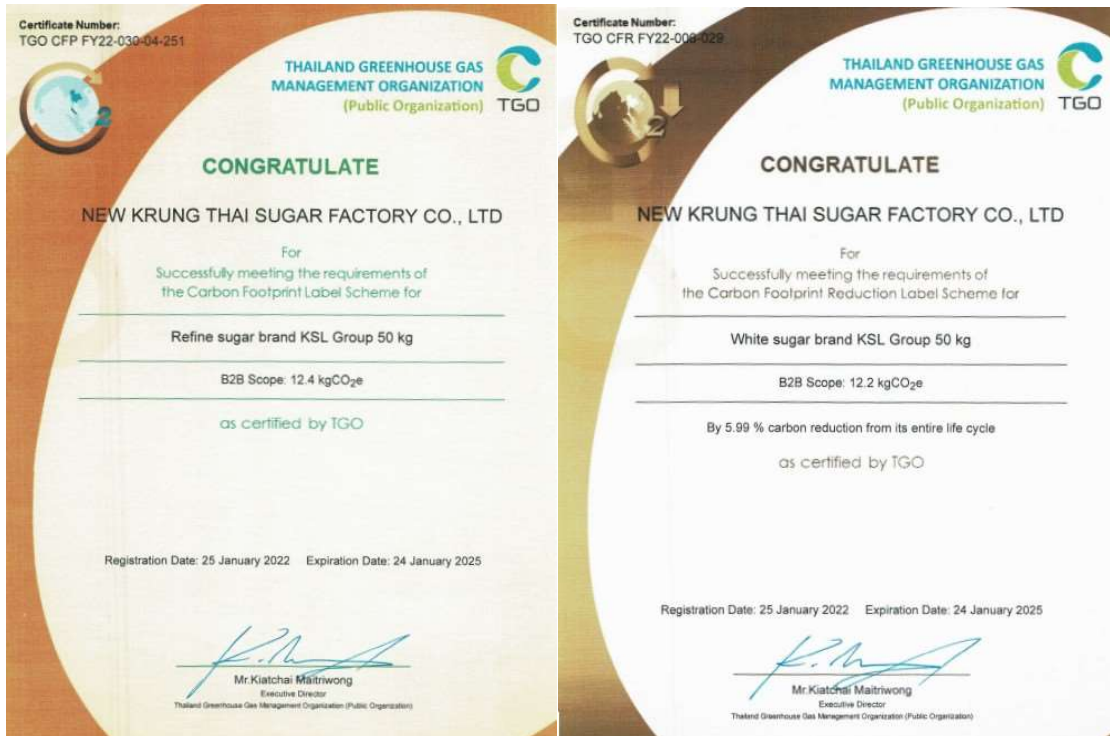 Certificate Number:
TGO CFP FY22-030-04-251
THAILAND GREENHOUSE GAS
MANAGEMENT ORGANIZATION
(Public Organization)
TGO
2
CONGRATULATE
NEW KRUNG THAI SUGAR FACTORY CO., LTD
For
Successfully meeting the requirements of
the Carbon Footprint Label Scheme for
Refine sugar brand KSL Group 50 kg
B2B Scope: 12.4 kgCO₂e
as certified by TGO
Registration Date: 25 January 2022 Expiration Date: 24 January 2025
Mr.Kiatchai Maitriwong
Executive Director
Thailand Greenhouse Gas Management Organization (Public Organization)
Certificate Number:
TGO CFR FY22-008-029
THAILAND GREENHOUSE GAS
MANAGEMENT ORGANIZATION
(Public Organization)
TGO
2
CONGRATULATE
NEW KRUNG THAI SUGAR FACTORY CO., LTD
For
Successfully meeting the requirements of
the Carbon Footprint Reduction Label Scheme for
White sugar brand KSL Group 50 kg
B2B Scope: 12.2 kgCO₂e
By 5.99 % carbon reduction from its entire life cycle
as certified by TGO
Registration Date: 25 January 2022 Expiration Date: 24 January 2025
Mr.Kiatchai Maitriwong
Executive Director
Thailand Greenhouse Gas Management Organization (Public Organization)